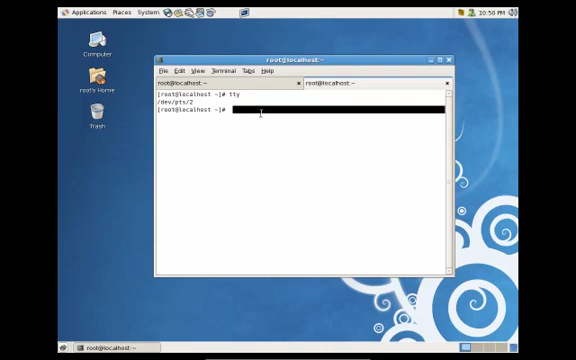 Applications Places System
10:50 PM
Computer
root's Home
Trash
root@localhost:~
File Edit View Terminal Tabs Help
root@localhost:~
root@localhost:~
[root@localhost ~]# tty
/dev/pts/2
[root@localhost ~]#
root@localhost:~